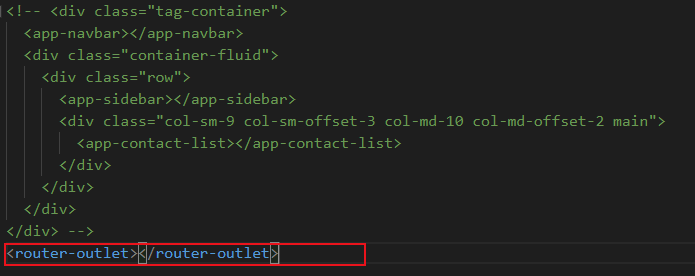 <!-- <div class="tag-container">
<app-navbar></app-navbar>
<div class="container-fluid">
<div class="row">
<app-sidebar></app-sidebar>
<div class="col-sm-9 col-sm-offset-3 col-md-10 col-md-offset-2 main">
<app-contact-list></app-contact-list>
</div>
</div>
</div>
</div> -->
<router-outlet></router-outlet>